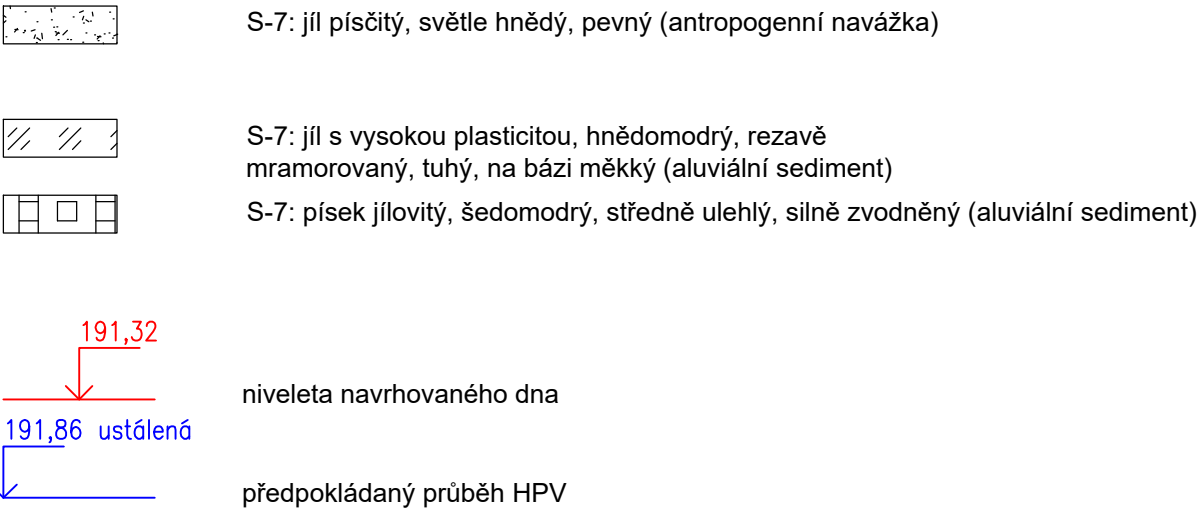 S-7: jíl písčitý, světle hnědý, pevný (antropogenní navážka)
S-7: jíl s vysokou plasticitou, hnědomodrý, rezavě
mramorovaný, tuhý, na bázi měkký (aluviální sediment)
S-7: písek jílovitý, šedomodrý, středně ulehlý, silně zvodněný (aluviální sediment)
191,32
niveleta navrhovaného dna
191,86 ustálená
předpokládaný průběh HPV